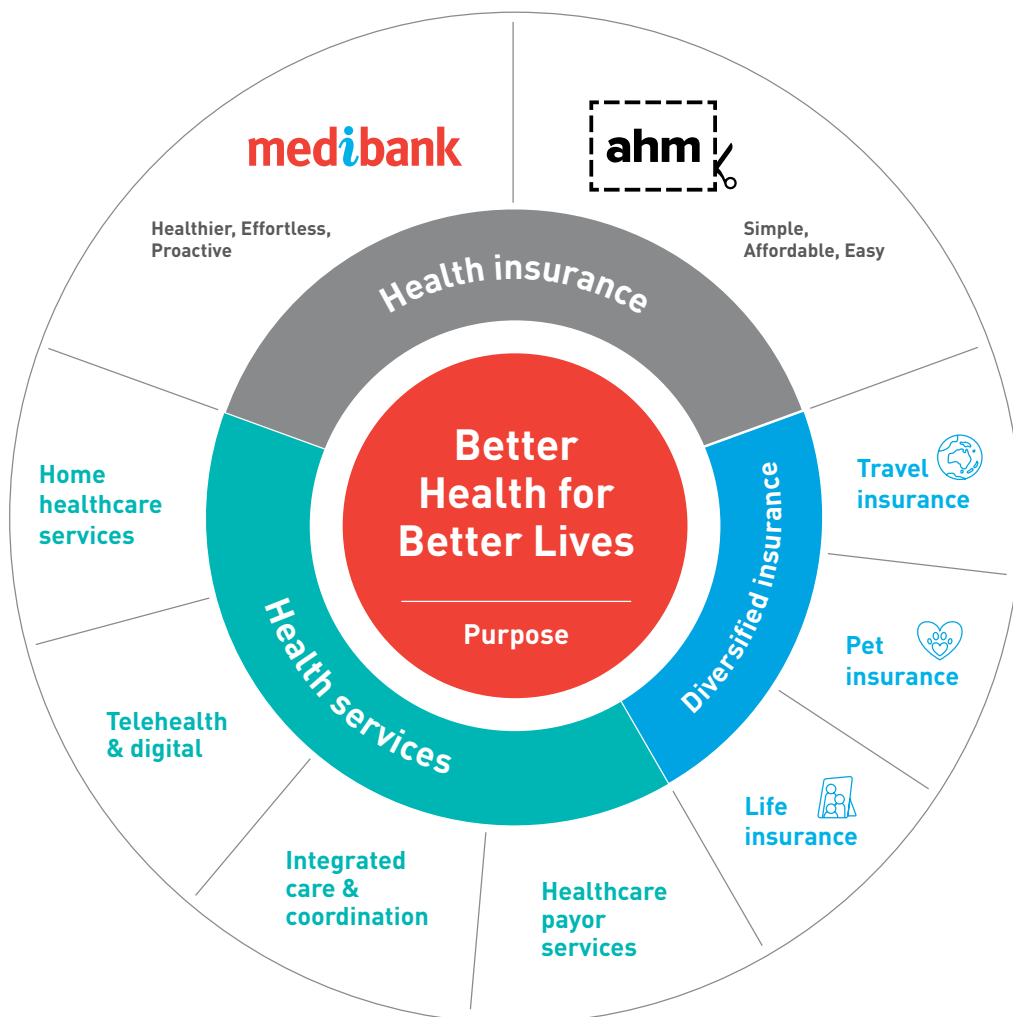 medibank
Healthier, Effortless,
Proactive
ahm
Simple,
Affordable, Easy
Health insurance
Better
Health for
Better Lives
Purpose
Diversified insurance
Travel
insurance
Pet
insurance
Life
insurance
Health services
Home
healthcare
services
Telehealth
& digital
Integrated
care &
coordination
Healthcare
payor
services